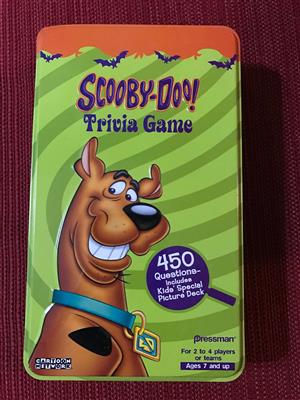 SCOOBY-DOO!
Trivia Game
450
Questions–
Includes
Kids' Special
Picture Deck
Pressman®
For 2 to 4 players
or teams
Ages 7 and up
CARTOON
NETWORK